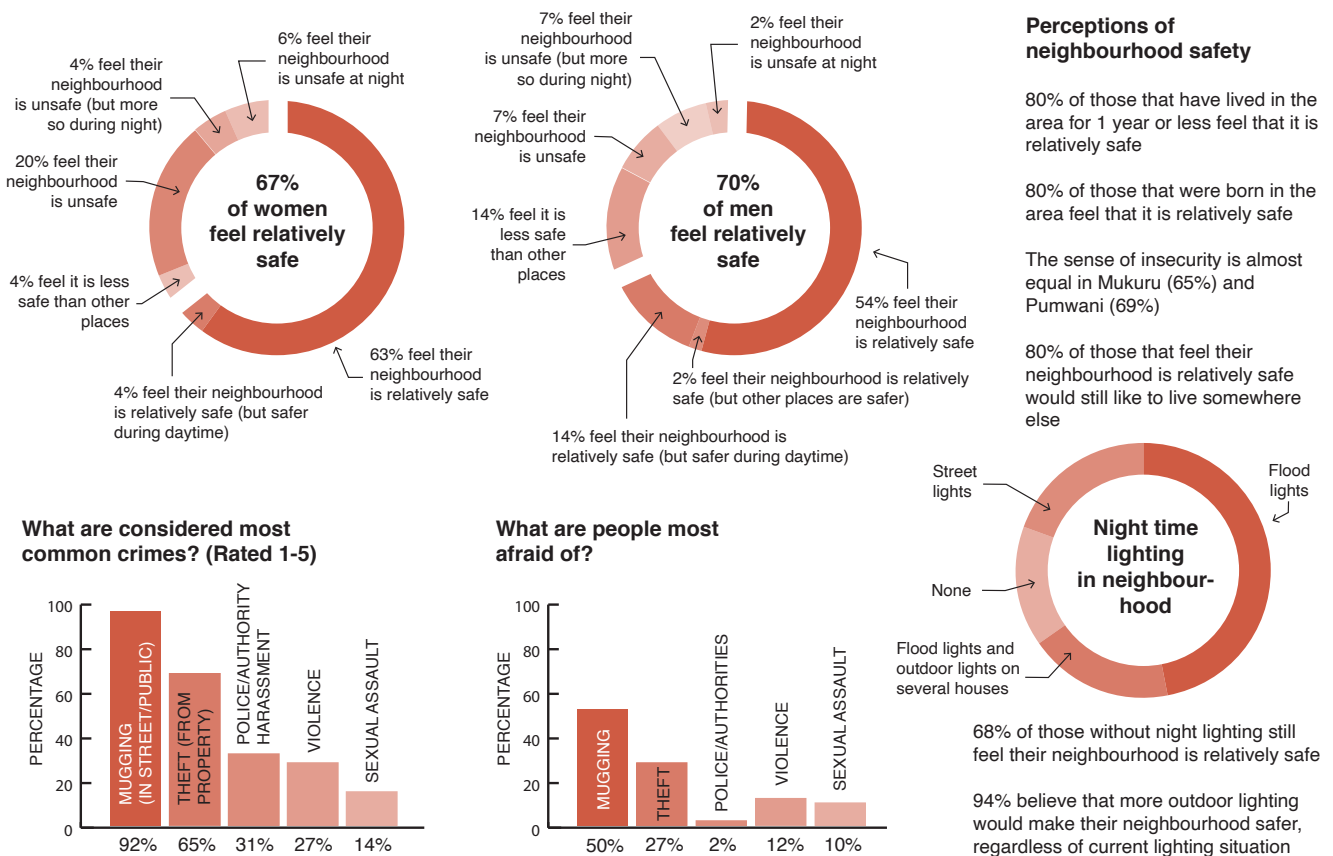 6% feel their
neighbourhood
is unsafe at night
4% feel their
neighbourhood
is unsafe (but more
so during night)
20% feel their
neighbourhood
is unsafe
4% feel it is less
safe than other
places
67%
of women
feel relatively
safe
4% feel their neighbourhood
is relatively safe (but safer
during daytime)
63% feel their
neighbourhood
is relatively safe
7% feel their
neighbourhood
is unsafe (but more
so during night)
2% feel their
neighbourhood
is unsafe at night
7% feel their
neighbourhood
is unsafe
14% feel it is
less safe
than other
places
70%
of men
feel relatively
safe
54% feel their
neighbourhood
is relatively safe
2% feel their neighbourhood is relatively
safe (but other places are safer)
14% feel their neighbourhood is
relatively safe (but safer during daytime)
Perceptions of
neighbourhood safety
80% of those that have lived in the
area for 1 year or less feel that it is
relatively safe
80% of those that were born in the
area feel that it is relatively safe
The sense of insecurity is almost
equal in Mukuru (65%) and
Pumwani (69%)
80% of those that feel their
neighbourhood is relatively safe
would still like to live somewhere
else
Street
lights
Flood
lights
None
Flood lights and
outdoor lights on
several houses
Night time
lighting
in neighbour-
hood
68% of those without night lighting still
feel their neighbourhood is relatively safe
94% believe that more outdoor lighting
would make their neighbourhood safer,
regardless of current lighting situation
What are considered most
common crimes? (Rated 1-5)
PERCENTAGE
100
80
60
40
20
0
MUGGING
(IN STREET/PUBLIC)
THEFT (FROM
PROPERTY)
POLICE/AUTHORITY
HARASSMENT
VIOLENCE
SEXUAL ASSAULT
92% 65% 31% 27% 14%
What are people most
afraid of?
PERCENTAGE
100
80
60
40
20
0
MUGGING
THEFT
POLICE/AUTHORITIES
VIOLENCE
SEXUAL ASSAULT
50% 27% 2% 12% 10%